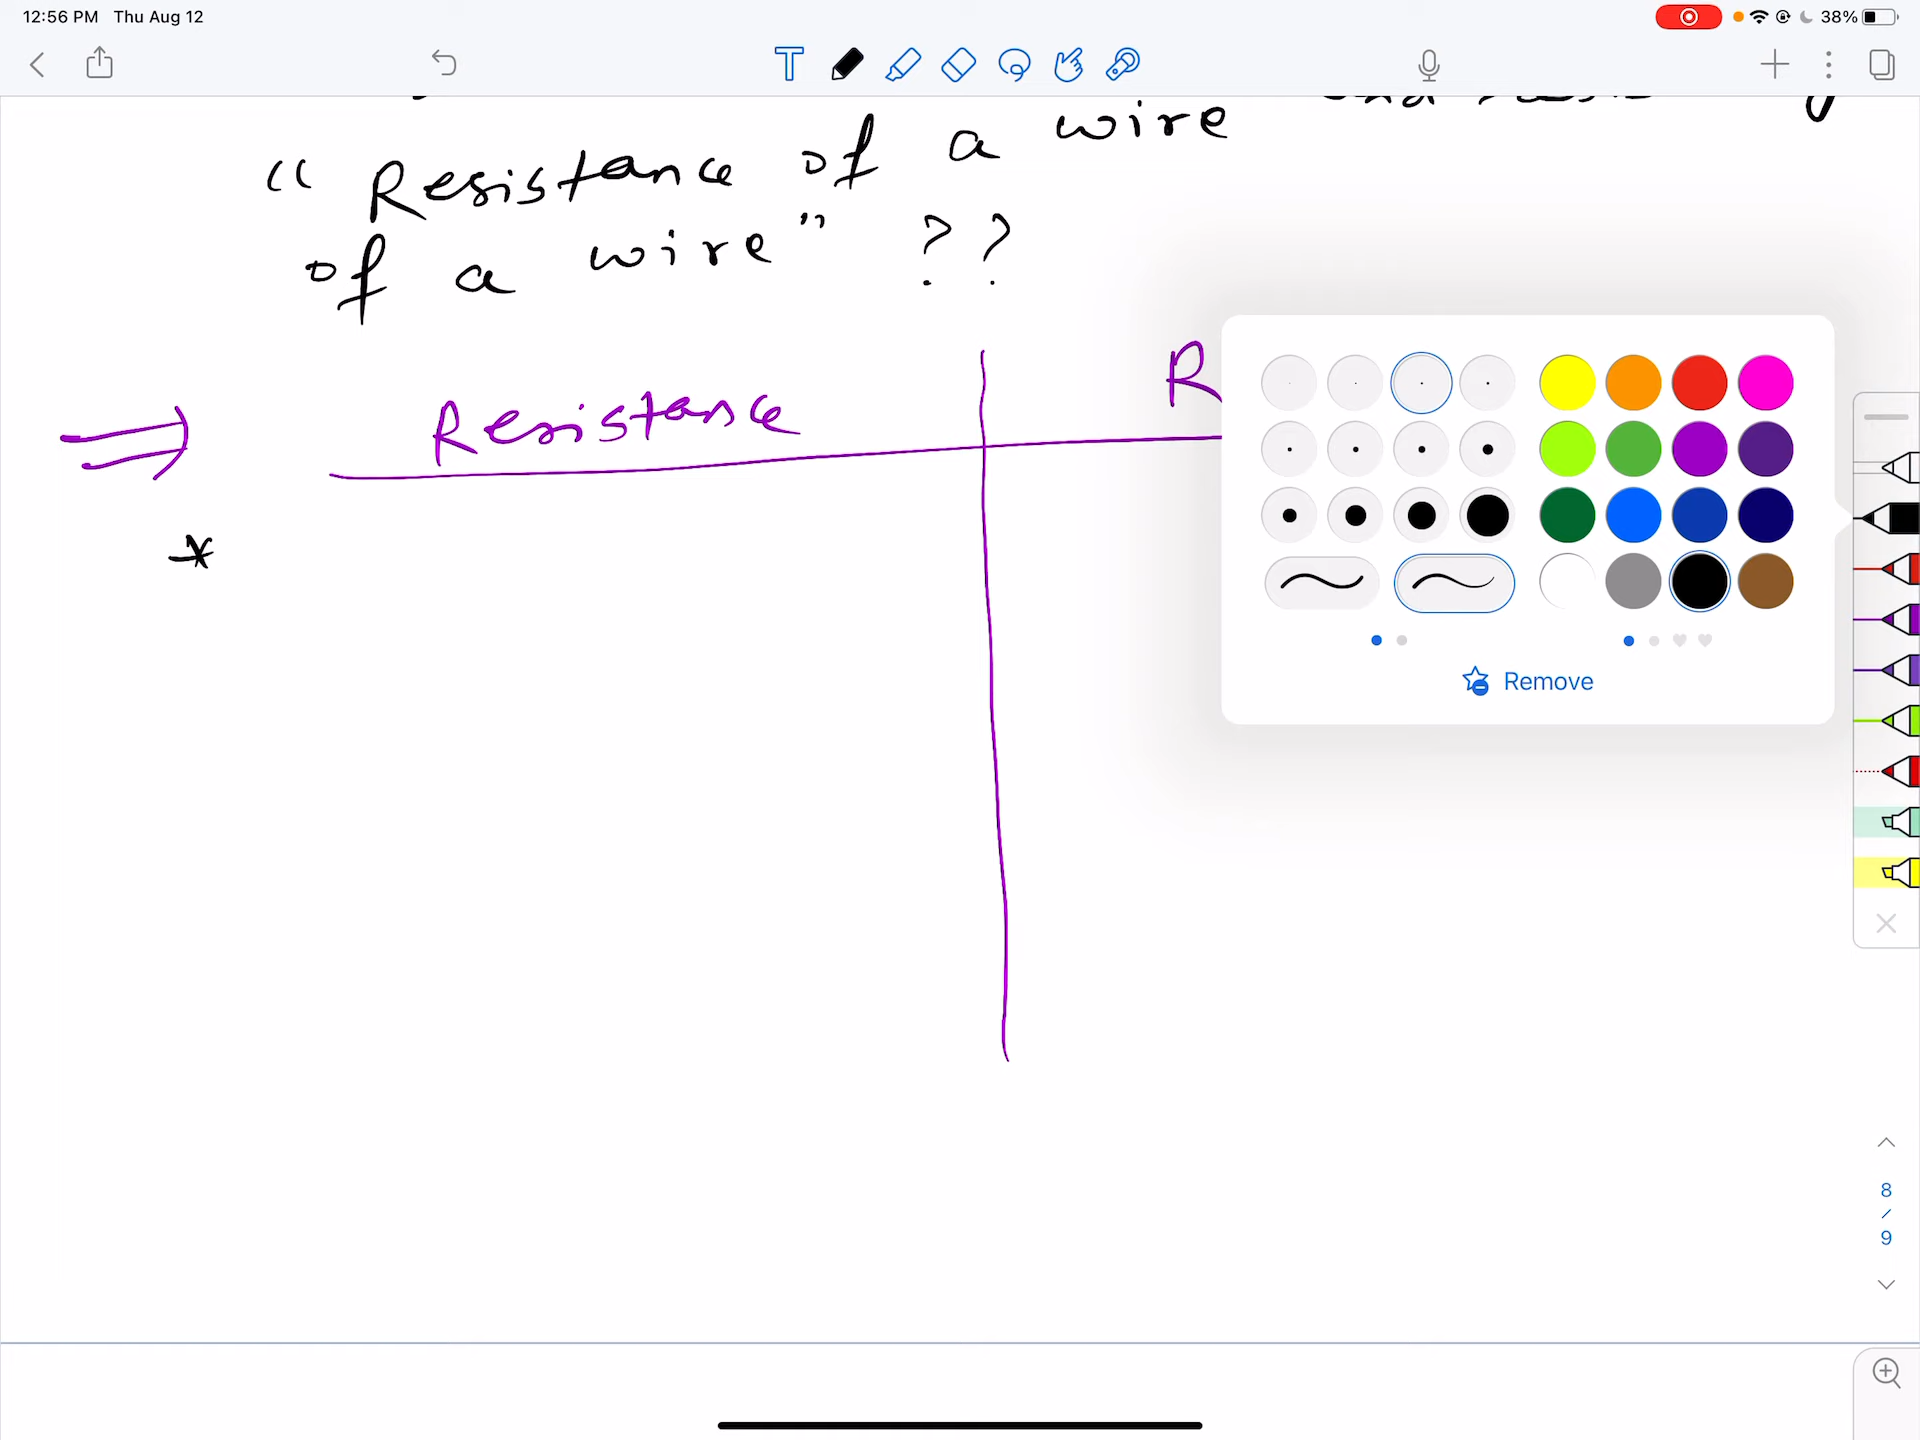 12:56 PM Thu Aug 12
38%
T
“ Resistance of a wire
of a wire ” ??
⇒ Resistance R
*
Remove
8
/
9